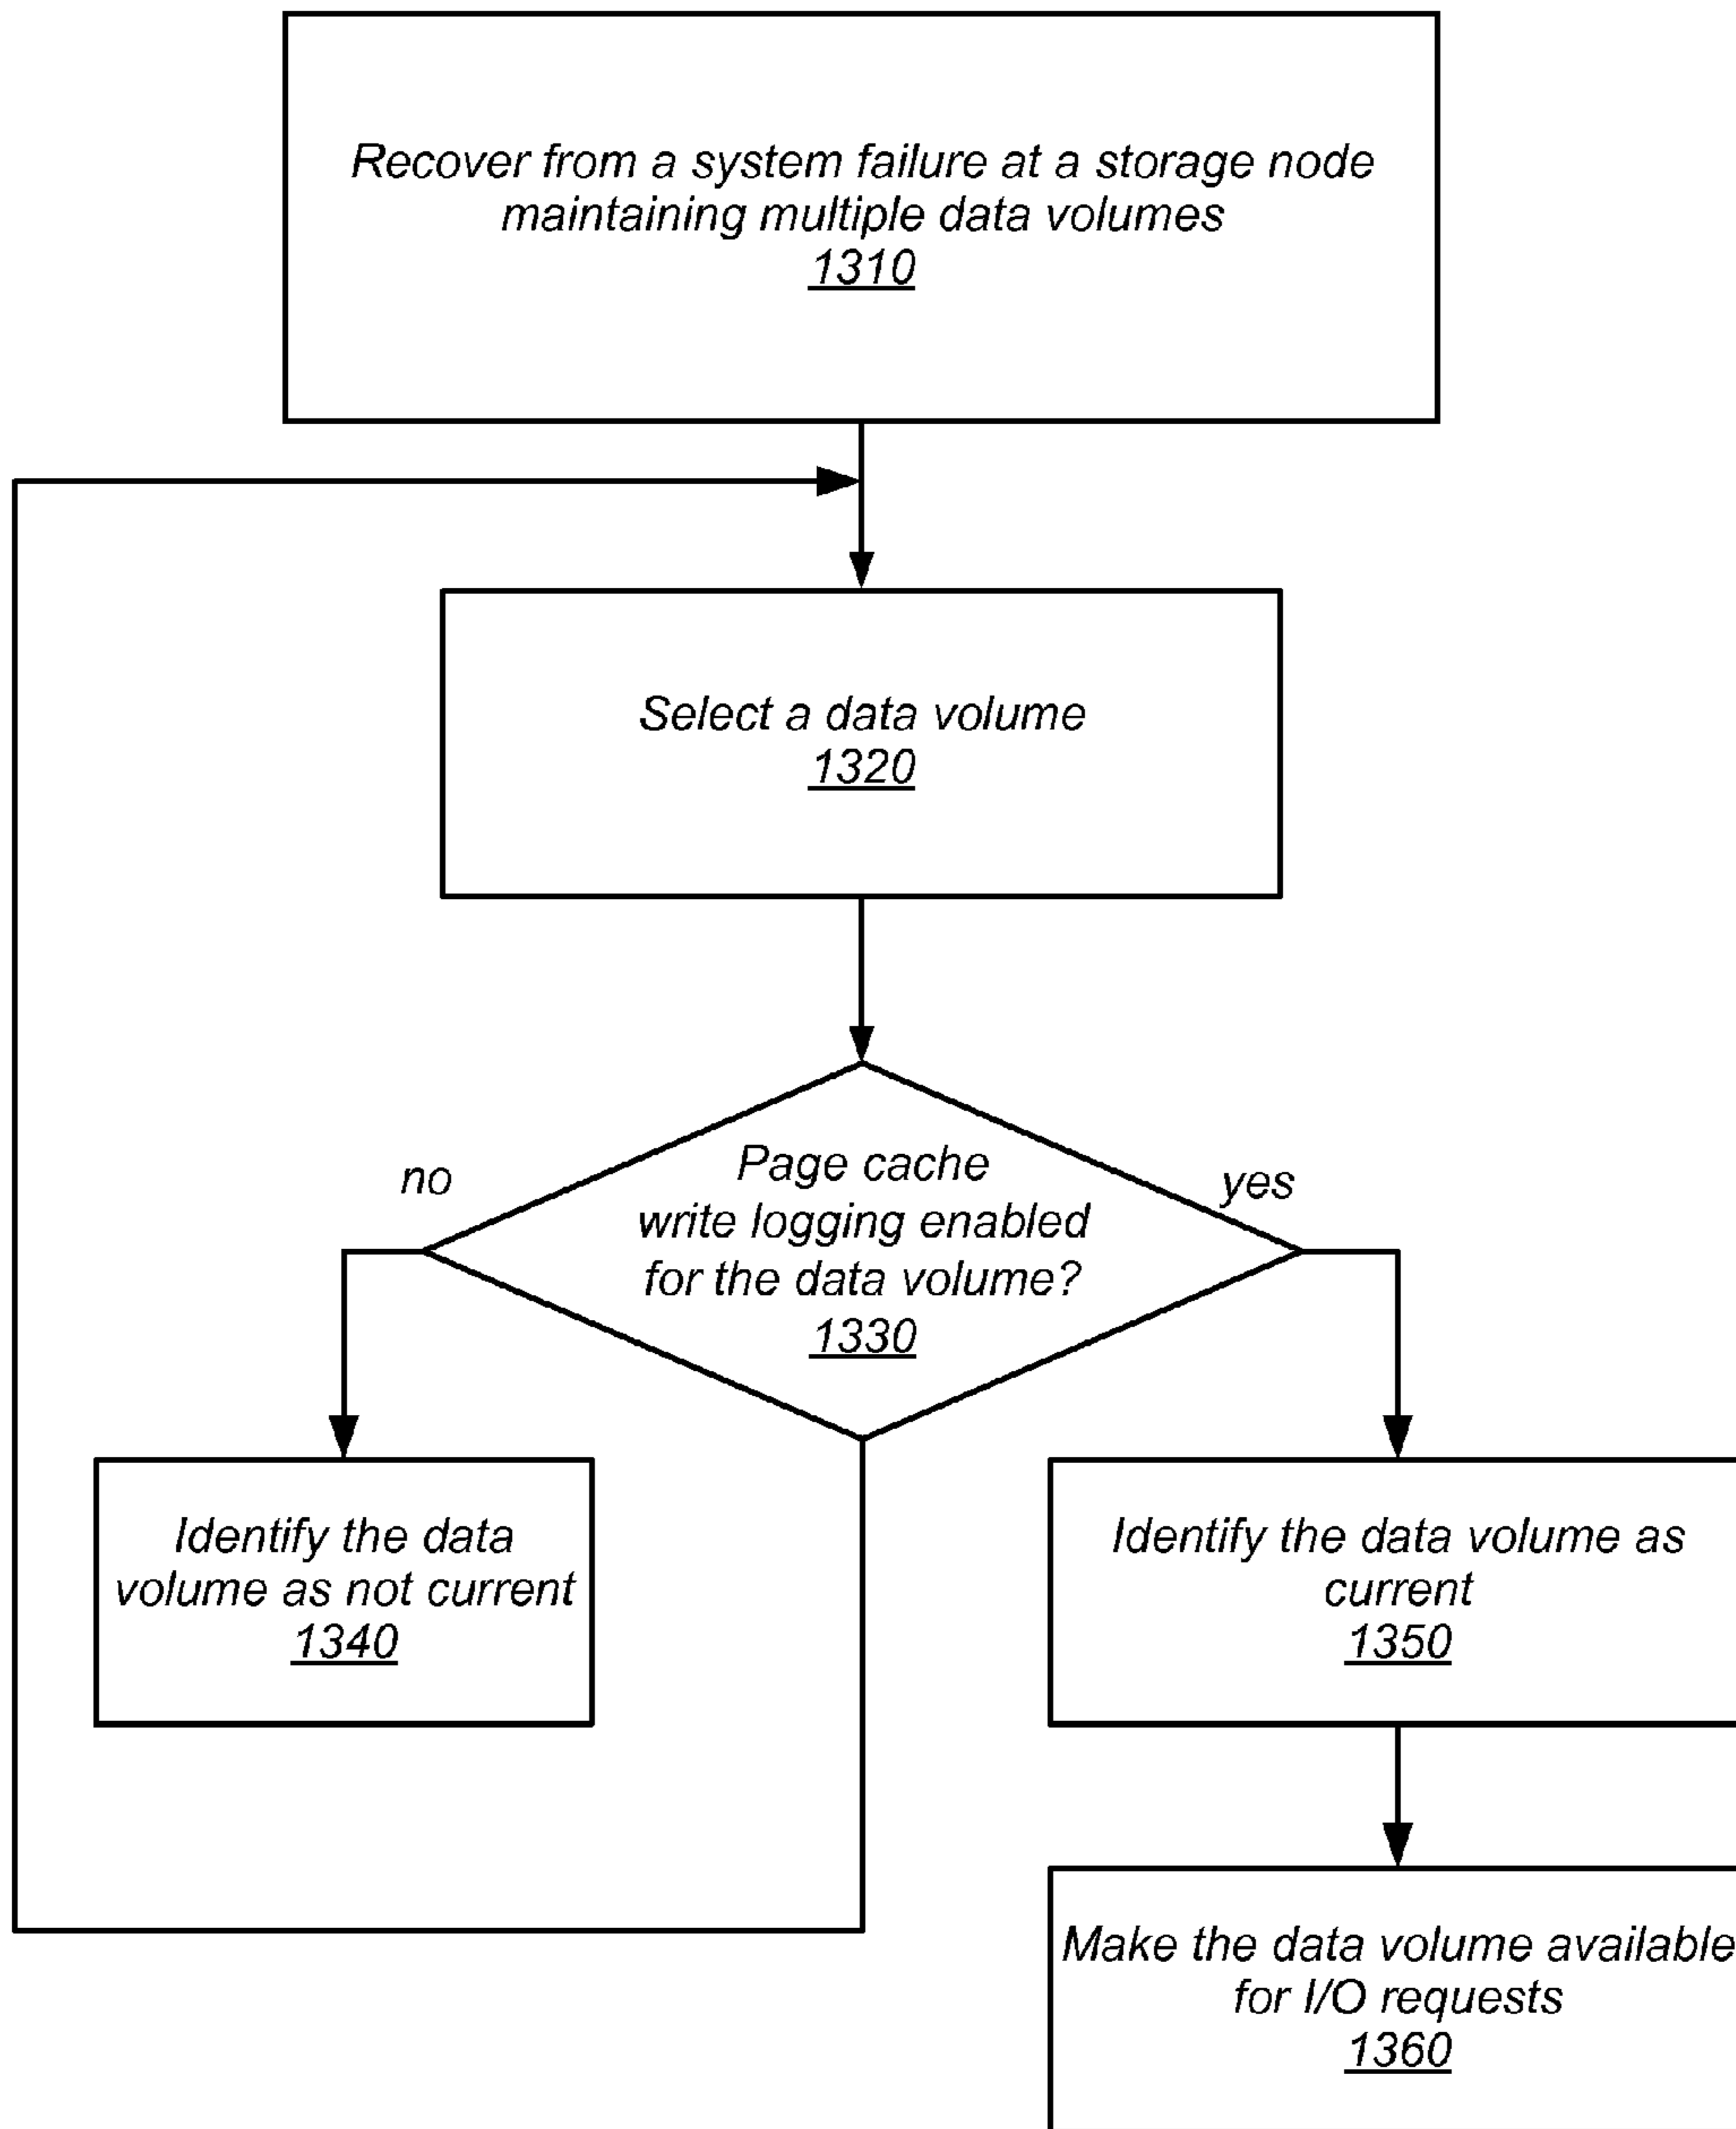 Recover from a system failure at a storage node
maintaining multiple data volumes
1310
Select a data volume
1320
no
yes
Page cache
write logging enabled
for the data volume?
1330
Identify the data
volume as not current
1340
Identify the data volume as
current
1350
Make the data volume available
for I/O requests
1360